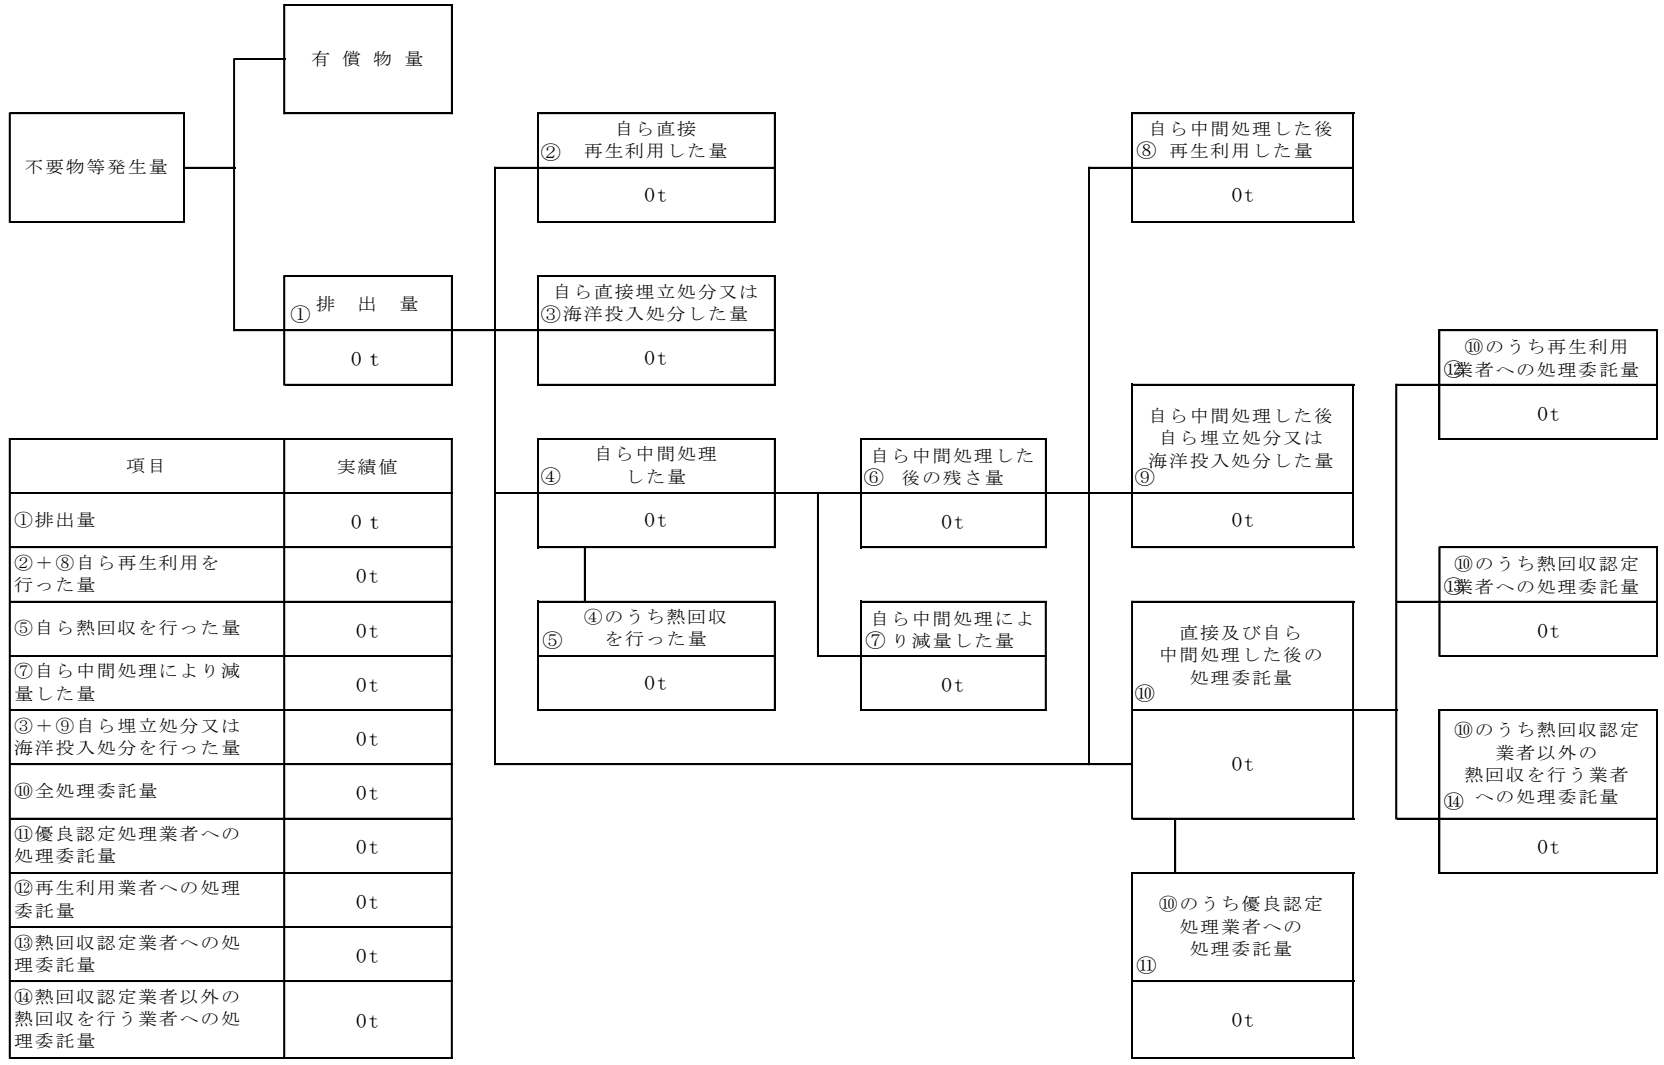 有償物量
不要物等発生量
自ら直接
② 再生利用した量
0t
自ら中間処理した後
⑧ 再生利用した量
0t
① 排出量
0t
自ら直接埋立処分又は
③海洋投入処分した量
0t
⑩のうち再生利用
⑫業者への処理委託量
0t
自ら中間処理
④ した量
0t
自ら中間処理した
⑥ 後の残さ量
0t
自ら中間処理した後
自ら埋立処分又は
海洋投入処分した量
⑨
0t
④のうち熱回収
⑤ を行った量
0t
自ら中間処理によ
⑦り減量した量
0t
直接及び自ら
中間処理した後の
処理委託量
⑩
0t
⑩のうち熱回収認定
⑬業者への処理委託量
0t
⑩のうち熱回収認定
業者以外の
熱回収を行う業者
⑭ への処理委託量
0t
⑩のうち優良認定
処理業者への
処理委託量
⑪
0t
項目 実績値
①排出量 0t
②＋⑧自ら再生利用を
行った量 0t
⑤自ら熱回収を行った量 0t
⑦自ら中間処理により減
量した量 0t
③＋⑨自ら埋立処分又は
海洋投入処分を行った量 0t
⑩全処理委託量 0t
⑪優良認定処理業者への
処理委託量 0t
⑫再生利用業者への処理
委託量 0t
⑬熱回収認定業者への処
理委託量 0t
⑭熱回収認定業者以外の
熱回収を行う業者への処 0t
理委託量